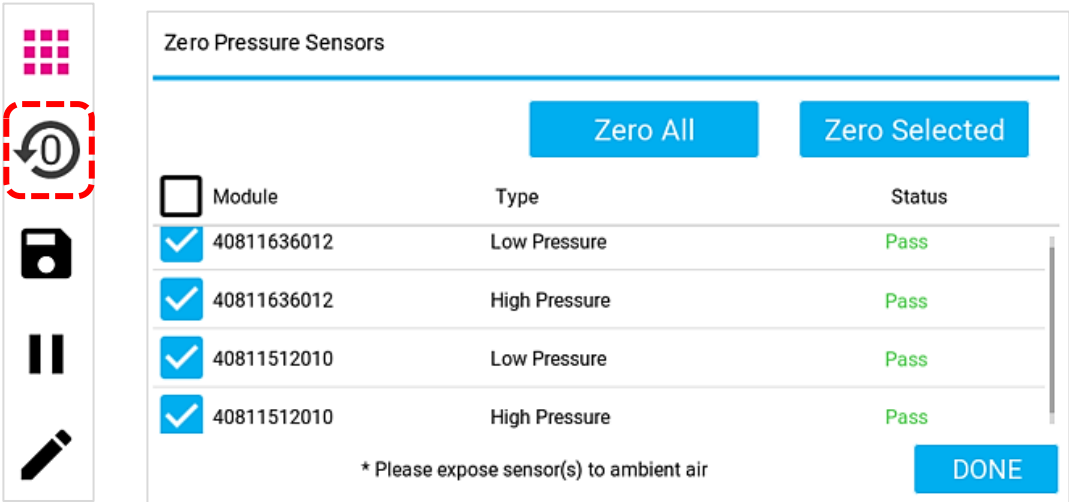 Zero Pressure Sensors
0
Zero All Zero Selected
Module Type Status
40811636012 Low Pressure Pass
40811636012 High Pressure Pass
40811512010 Low Pressure Pass
40811512010 High Pressure Pass
* Please expose sensor(s) to ambient air
DONE